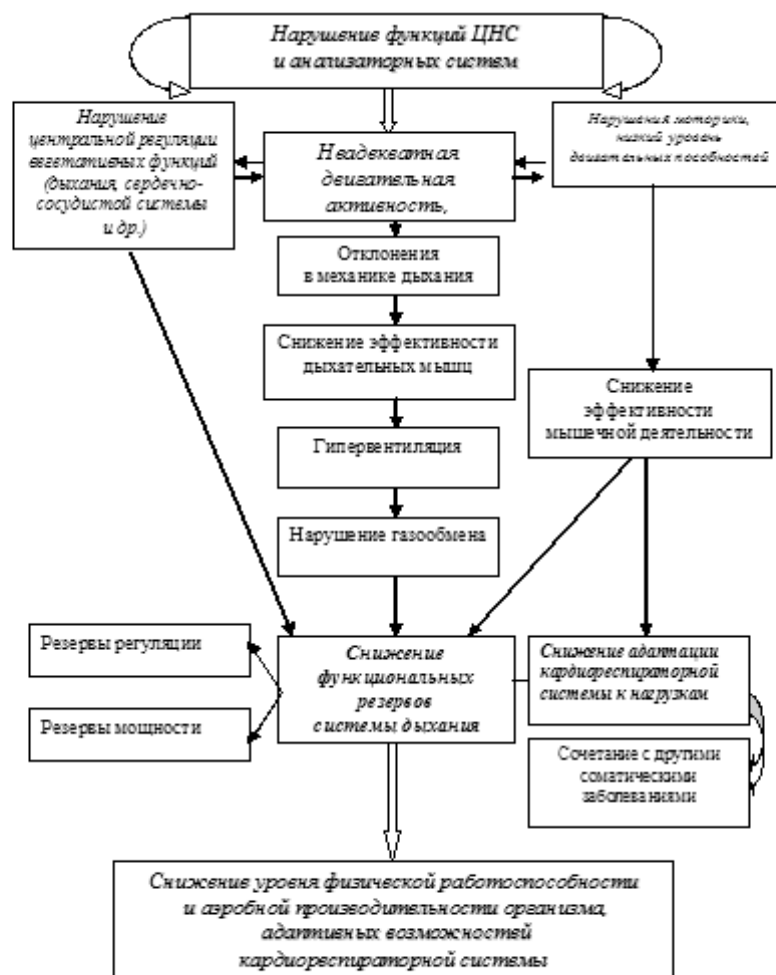 Нарушение функций ЦНС
и анализаторных систем
Нарушение
центральной регуляции
вегетативных функций
(дыхания, сердечно-
сосудистой системы
и др.)
Неадекватная
двигательная
активность,
Нарушения моторики,
низкий уровень
двигательных пособностей
Отклонения
в механике дыхания
Снижение эффективности
дыхательных мышц
Снижение
эффективности
мышечной деятельности
Гипервентиляция
Нарушение газообмена
Резервы регуляции
Резервы мощности
Снижение
функциональных
резервов
системы дыхания
Снижение адаптации
кардиореспираторной
системы к нагрузкам
Сочетание с другими
соматическими
заболеваниями
Снижение уровня физической работоспособности
и аэробной производительности организма,
адаптивных возможностей
кардиореспираторной системы